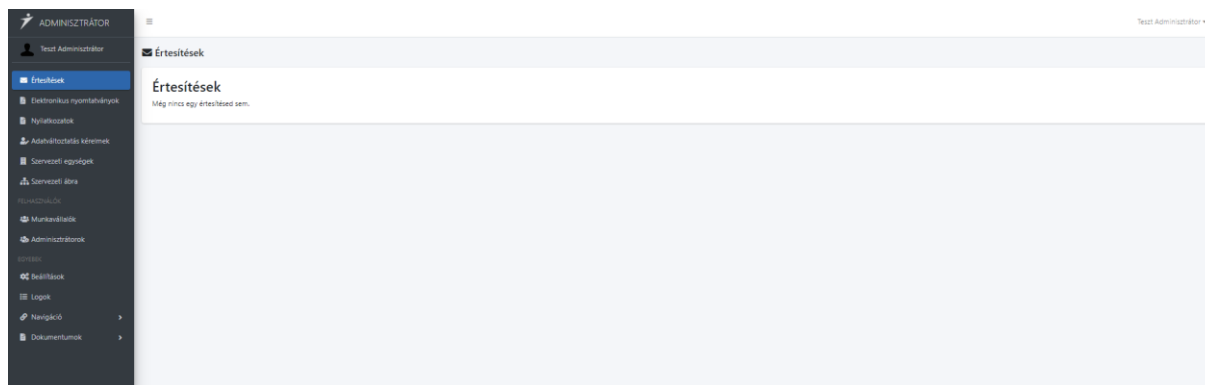 ADMINISZTRÁTOR
Teszt Adminisztrátor
Teszt Adminisztrátor
Értesítések
Elektronikus nyomtatványok
Nyilatkozatok
Adatváltoztatás kérelmek
Szervezeti egységek
Szervezeti ábra
FELHASZNÁLÓK
Munkavállalók
Adminisztrátorok
EGYEBEK
Beállítások
Logok
Navigáció
Dokumentumok
Értesítések
Értesítések
Még nincs egy értesítésed sem.